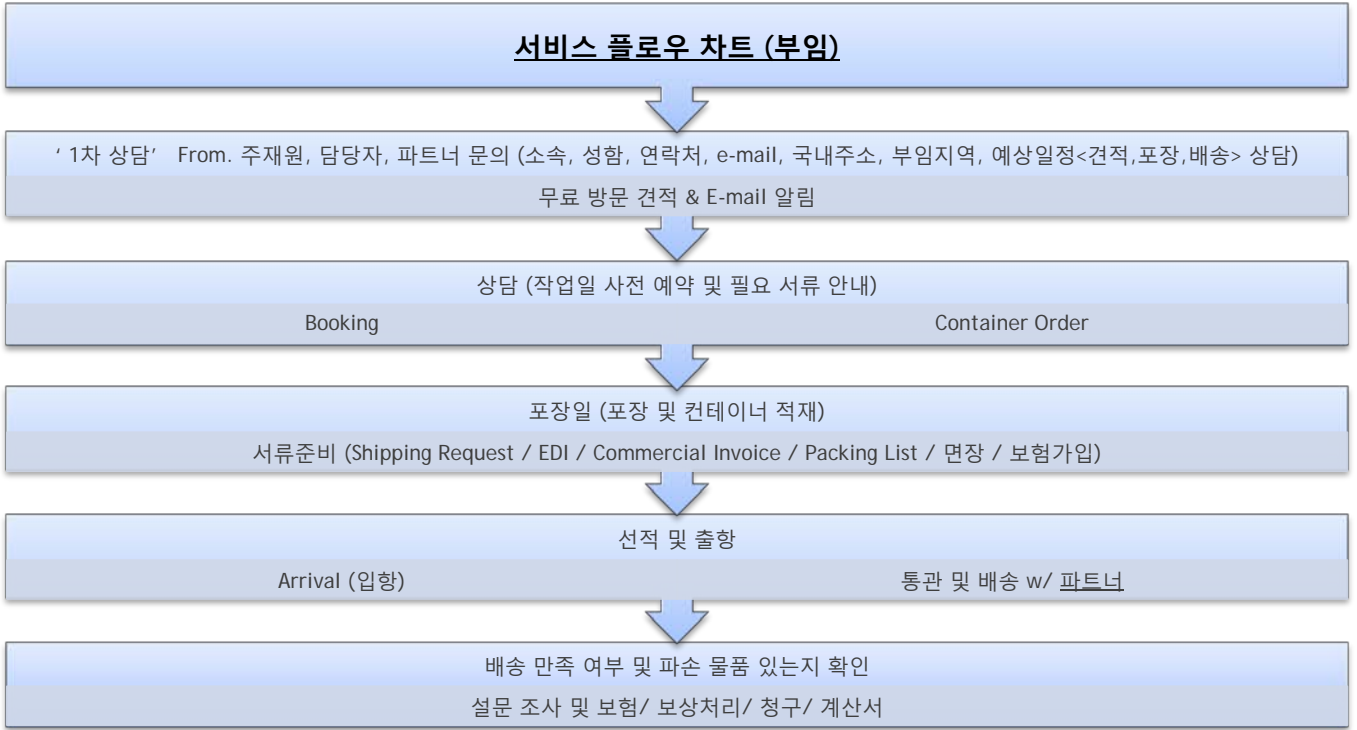 서비스 플로우 차트 (부임)
‘ 1차 상담’ From. 주재원, 담당자, 파트너 문의 (소속, 성함, 연락처, e-mail, 국내주소, 부임지역, 예상일정<견적,포장,배송> 상담)
무료 방문 견적 & E-mail 알림
상담 (작업일 사전 예약 및 필요 서류 안내)
Booking Container Order
포장일 (포장 및 컨테이너 적재)
서류준비 (Shipping Request / EDI / Commercial Invoice / Packing List / 면장 / 보험가입)
선적 및 출항
Arrival (입항) 통관 및 배송 w/ 파트너
배송 만족 여부 및 파손 물품 있는지 확인
설문 조사 및 보험/ 보상처리/ 청구/ 계산서